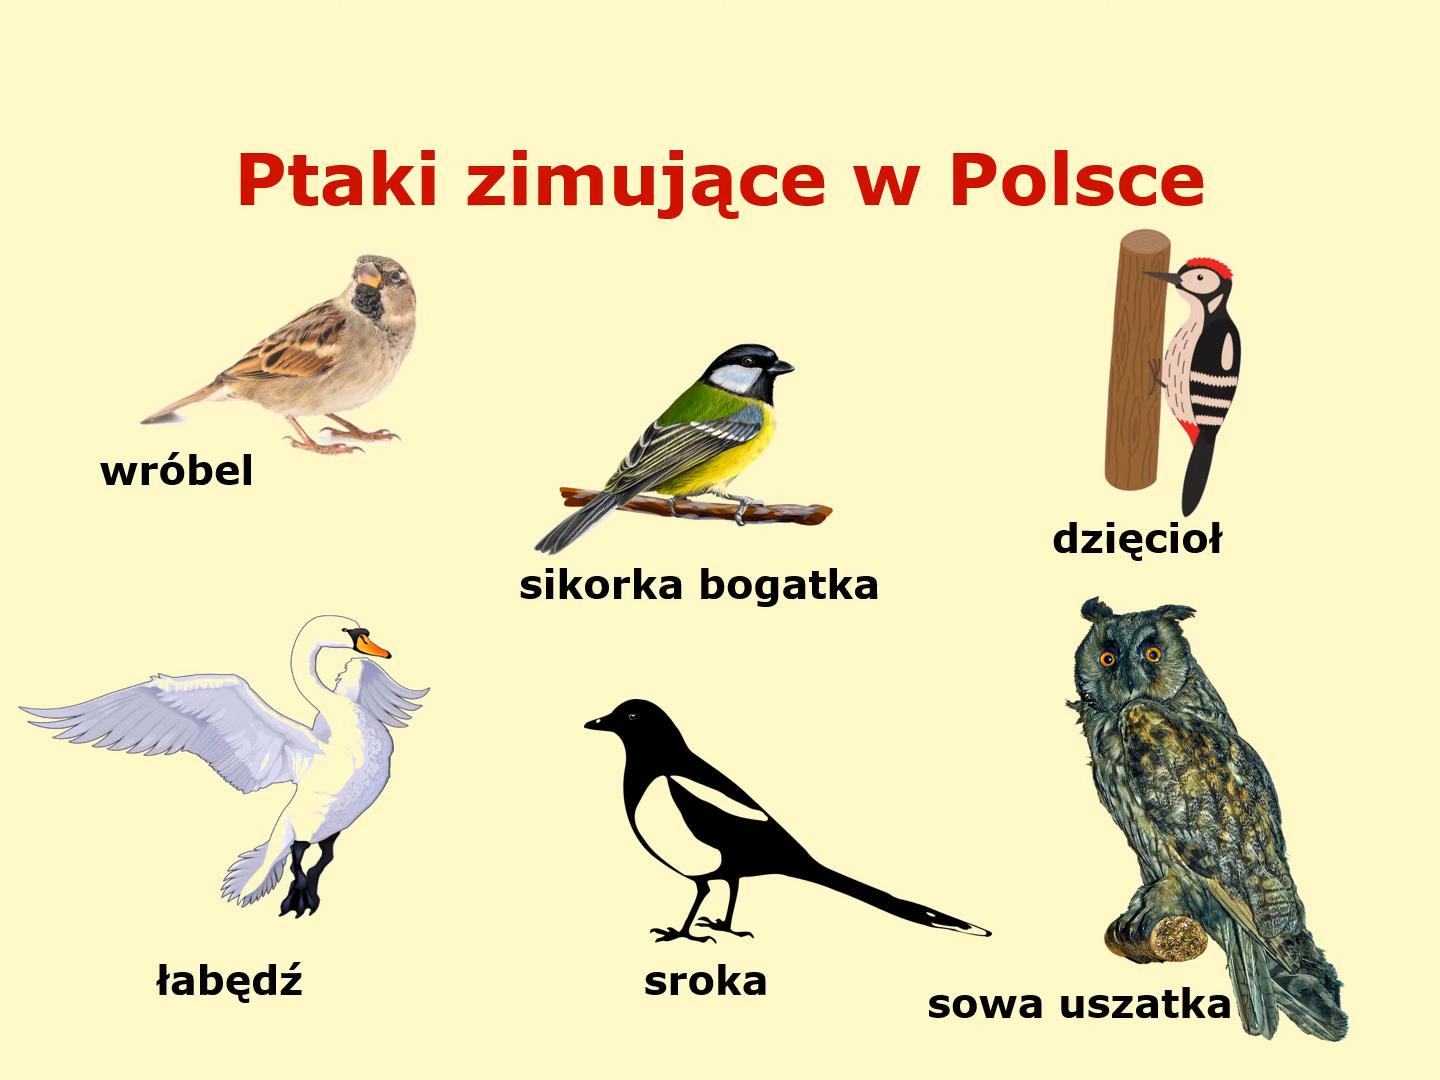 Ptaki zimujące w Polsce
wróbel
sikorka bogatka
dzięcioł
łabędź
sroka
sowa uszatka